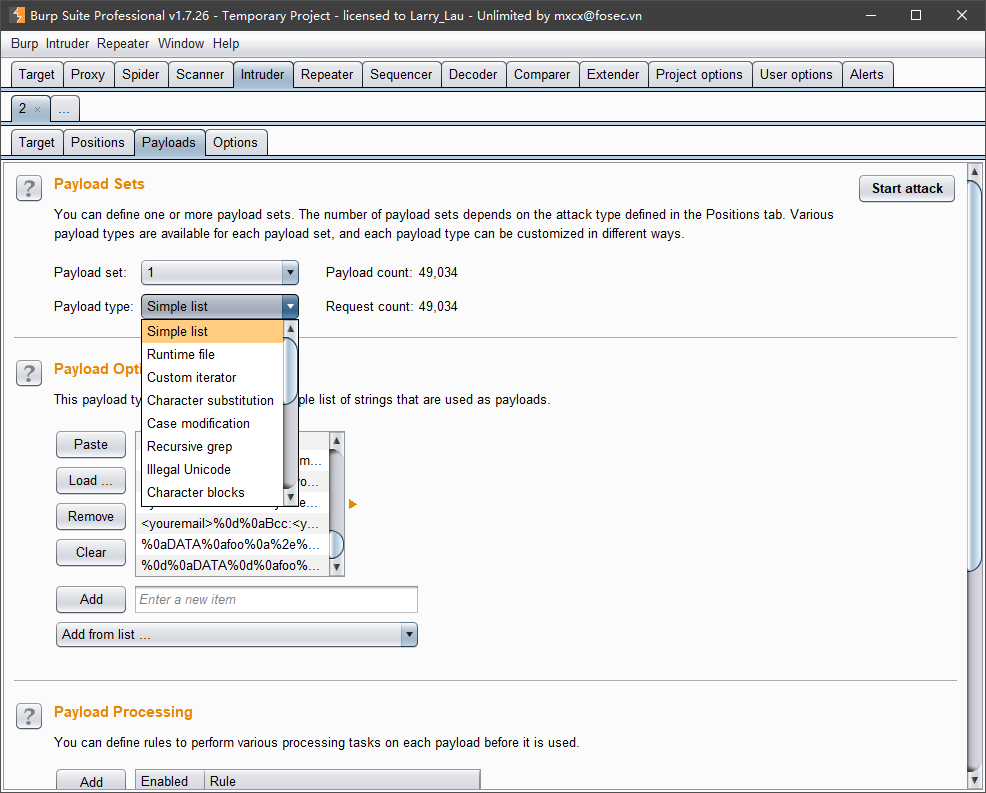 Burp Suite Professional v1.7.26 - Temporary Project - licensed to Larry_Lau - Unlimited by mxcx@fosec.vn
Burp Intruder Repeater Window Help
Target Proxy Spider Scanner Intruder Repeater Sequencer Decoder Comparer Extender Project options User options Alerts
2 × ...
Target Positions Payloads Options
? Payload Sets
Start attack
You can define one or more payload sets. The number of payload sets depends on the attack type defined in the Positions tab. Various
payload types are available for each payload set, and each payload type can be customized in different ways.
Payload set: 1 Payload count: 49,034
Payload type: Simple list Request count: 49,034
Simple list
Runtime file
Custom iterator
Character substitution
Case modification
Recursive grep
Illegal Unicode
Character blocks
? Payload Opti
This payload ty ple list of strings that are used as payloads.
Paste
Load ...
Remove
Clear
m...
o...
e...
<youremail>%0d%0aBcc:<y...
%0aDATA%0afoo%0a%2e%...
%0d%0aDATA%0d%0afoo%...
Add Enter a new item
Add from list ...
? Payload Processing
You can define rules to perform various processing tasks on each payload before it is used.
Add Enabled Rule